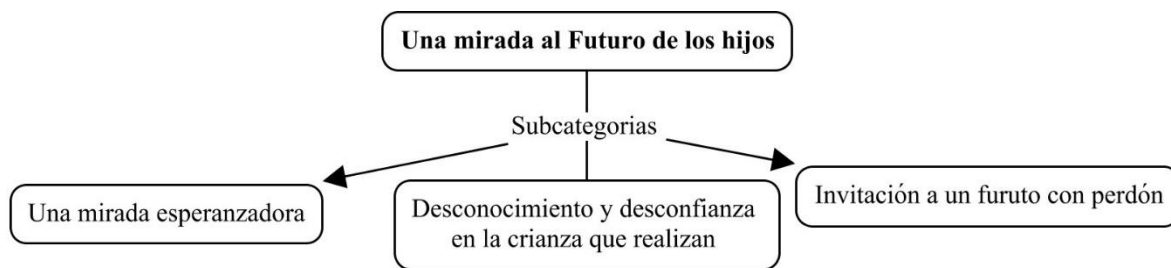 Una mirada al Futuro de los hijos
Subcategorias
Una mirada esperanzadora
Desconocimiento y desconfianza
en la crianza que realizan
Invitación a un furuto con perdón